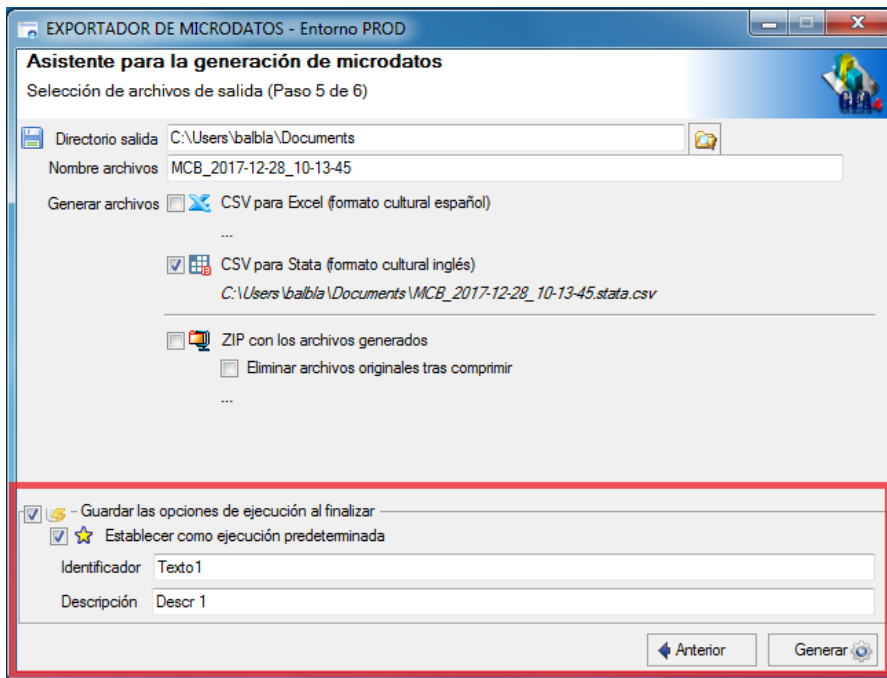 EXPORTADOR DE MICRODATOS - Entorno PROD
Asistente para la generación de microdatos
Selección de archivos de salida (Paso 5 de 6)
Directorio salida C:\Users\balbla\Documents
Nombre archivos MCB_2017-12-28_10-13-45
Generar archivos CSV para Excel (formato cultural español)
...
CSV para Stata (formato cultural inglés)
C:\Users\balbla\Documents\MCB_2017-12-28_10-13-45.stata.csv
ZIP con los archivos generados
Eliminar archivos originales tras comprimir
...
Guardar las opciones de ejecución al finalizar
Establecer como ejecución predeterminada
Identificador Texto1
Descripción Descr 1
Anterior Generar